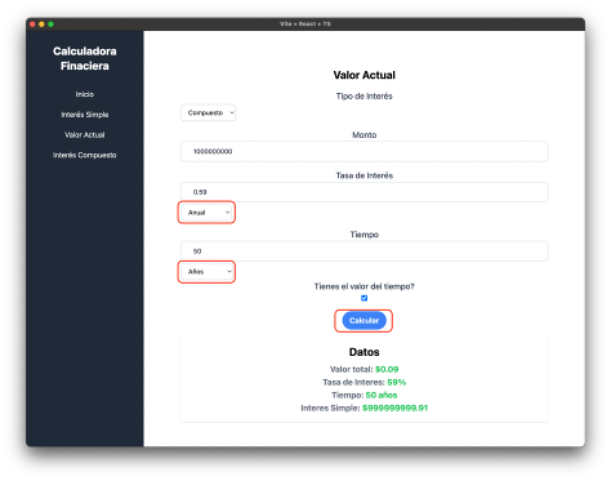 Vite + React + TS
Calculadora
Finaciera
Inicio
Interés Simple
Valor Actual
Interés Compuesto
Valor Actual
Tipo de Interés
Compuesto
Monto
1000000000
Tasa de Interés
0.59
Anual
Tiempo
50
Años
Tienes el valor del tiempo?
Calcular
Datos
Valor total: $0.09
Tasa de Interes: 59%
Tiempo: 50 años
Interes Simple: $999999999.91